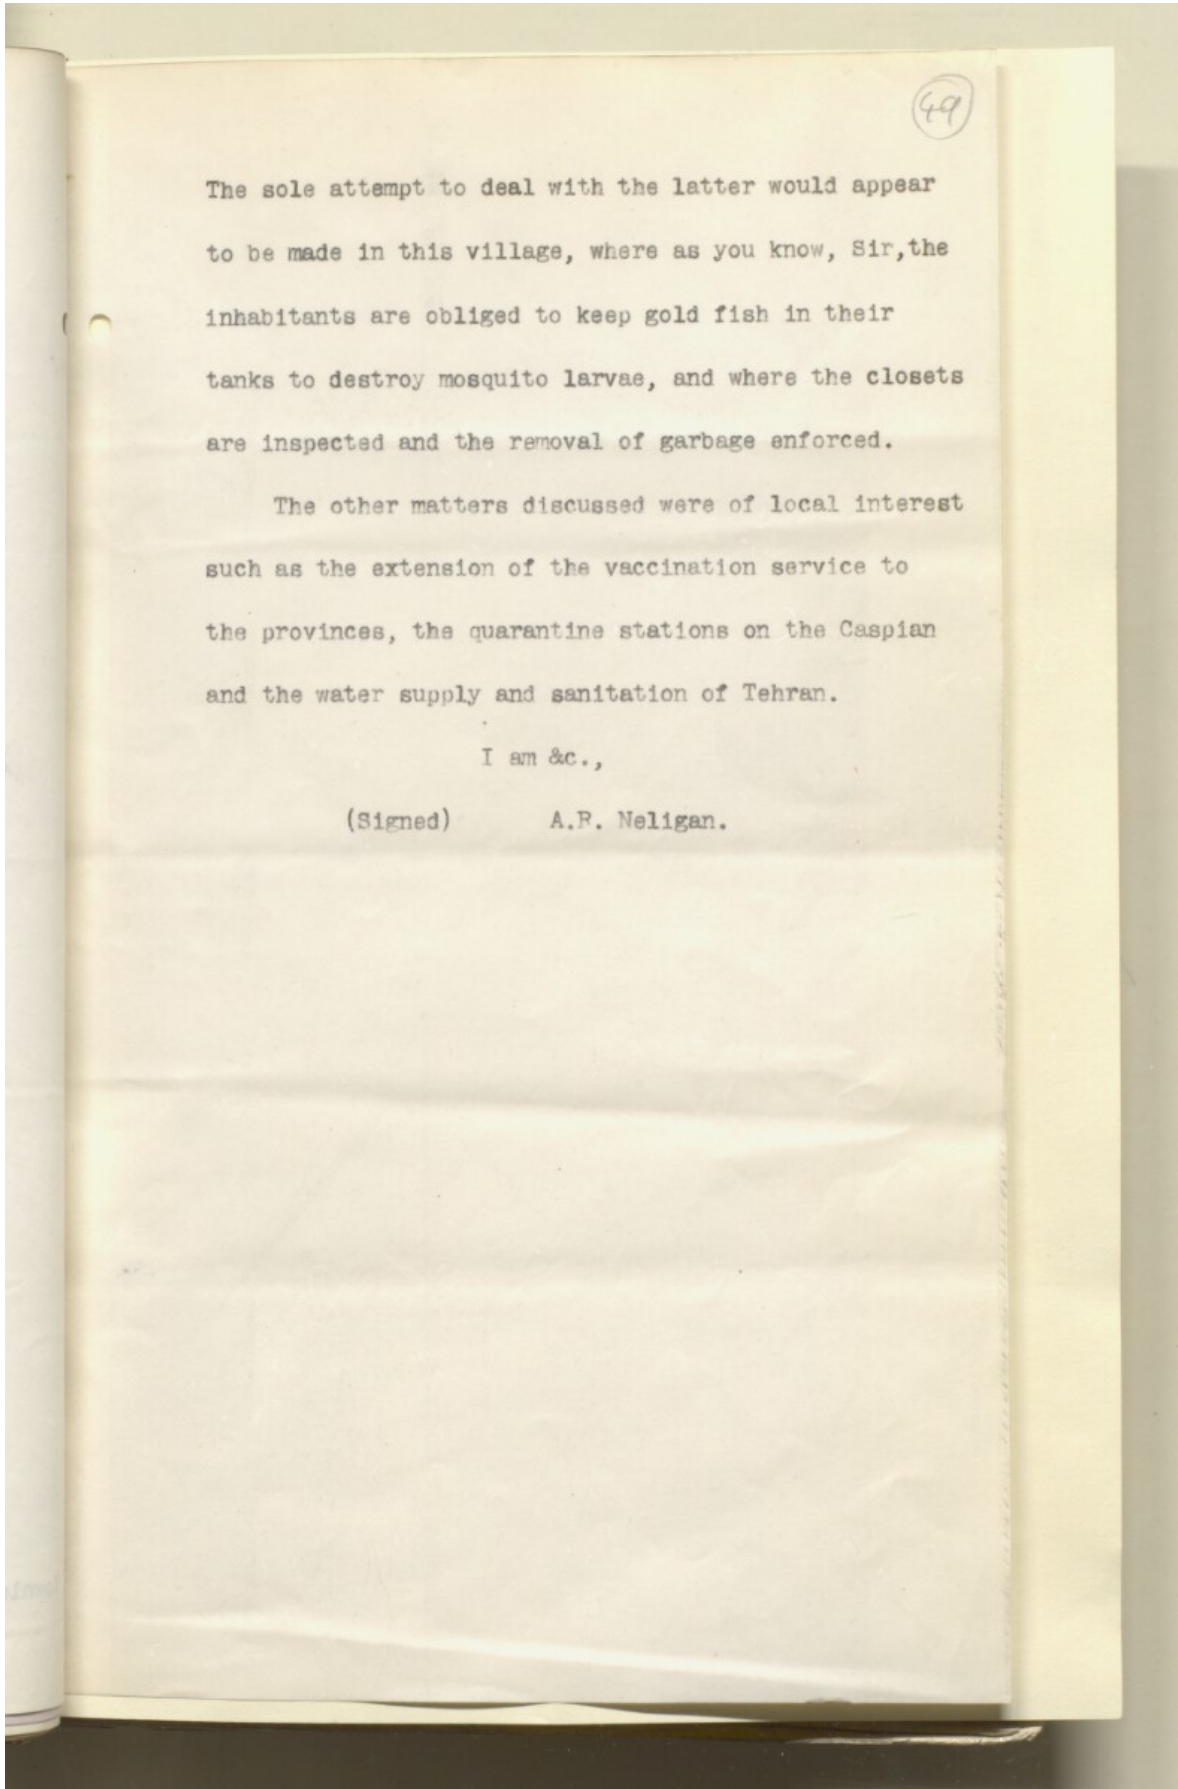 49
The sole attempt to deal with the latter would appear
to be made in this village, where as you know, Sir,the
inhabitants are obliged to keep gold fish in their
tanks to destroy mosquito larvae, and where the closets
are inspected and the removal of garbage enforced.
The other matters discussed were of local interest
such as the extension of the vaccination service to
the provinces, the quarantine stations on the Caspian
and the water supply and sanitation of Tehran.
I am &c.,
(Signed) A.R. Neligan.